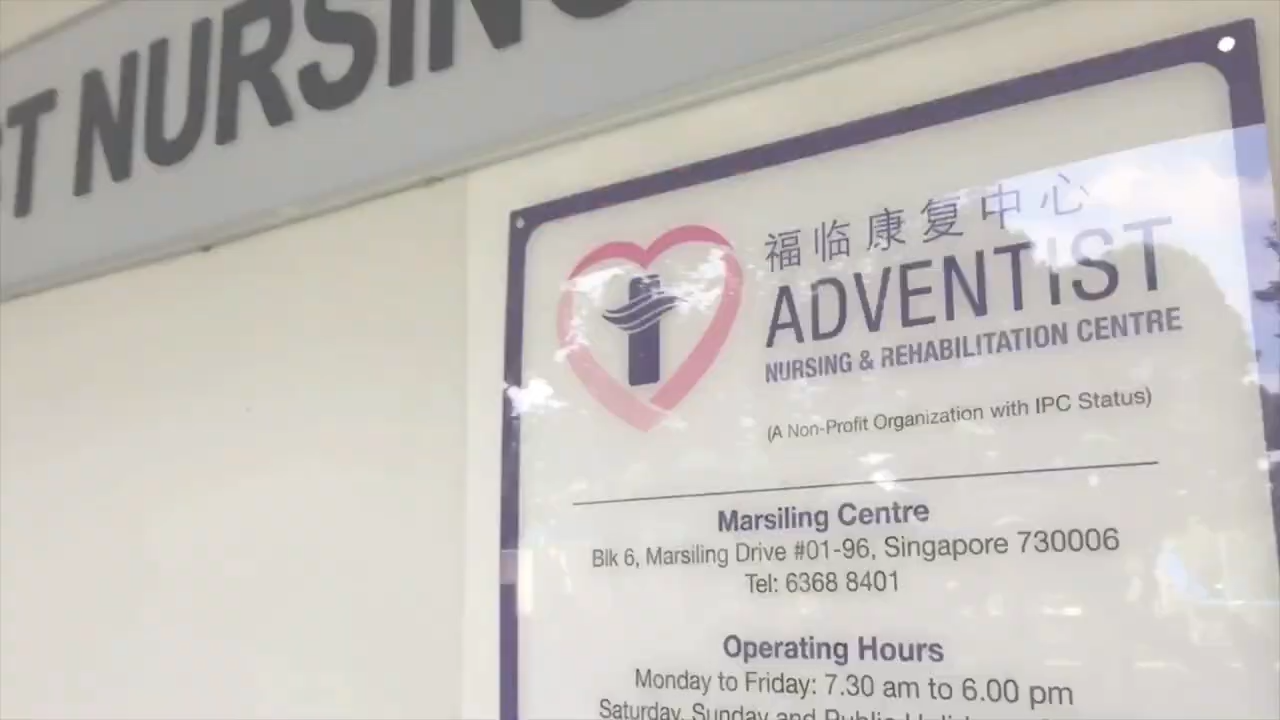 NURSING
福临康复中心
ADVENTIST
NURSING & REHABILITATION CENTRE
(A Non-Profit Organization with IPC Status)
Marsiling Centre
Blk 6, Marsiling Drive #01-96, Singapore 730006
Tel: 6368 8401
Operating Hours
Monday to Friday: 7.30 am to 6.00 pm
Saturday, Sunday and Public